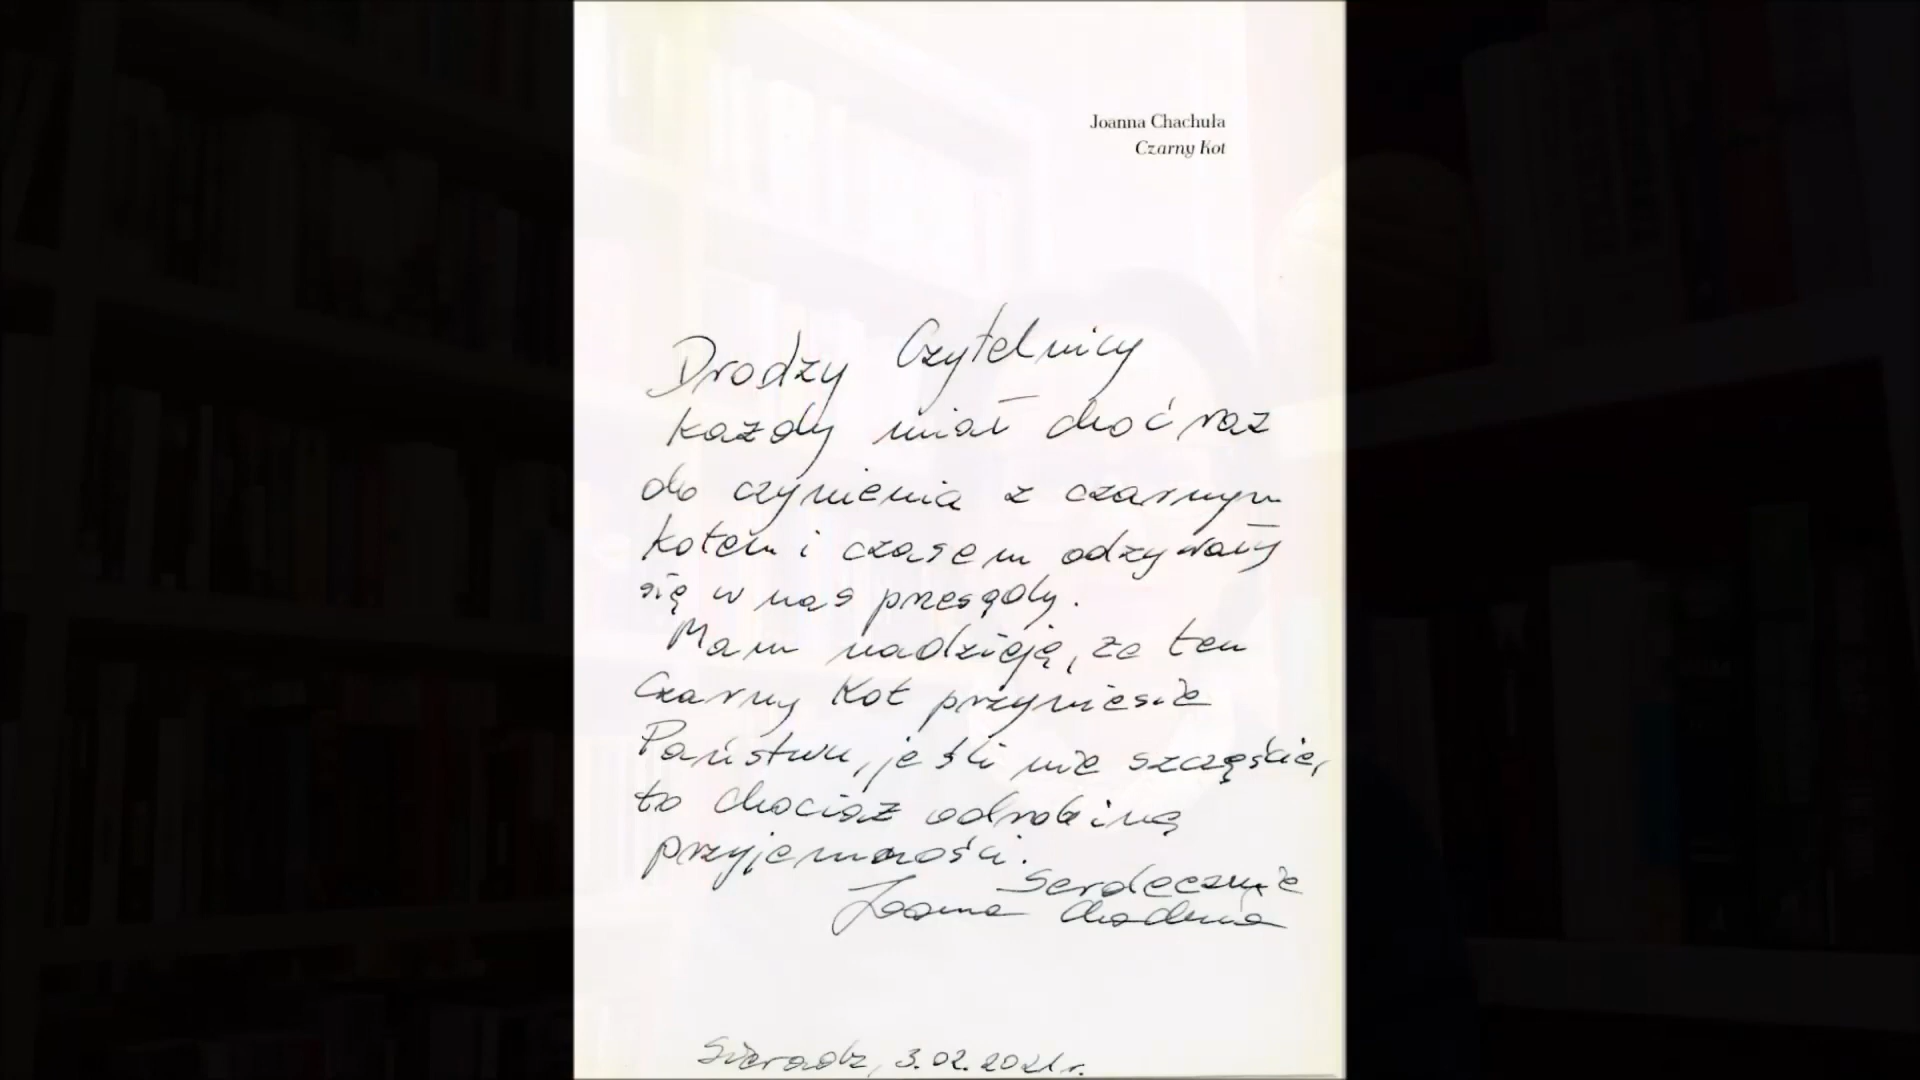 Joanna Chachuła
Czarny Kot
Drodzy Czytelnicy
każdy miał choć raz
do czynienia z czarnym
kotem i czasem odzywały
się w nas przesądy.
Mam nadzieję, że ten
Czarny Kot przyniesie
Państwu, jeśli nie szczęście,
to chociaż odrobinę
przyjemności.
Serdecznie
Joanna Chachuła
Sieradz, 3.02.2021 r.